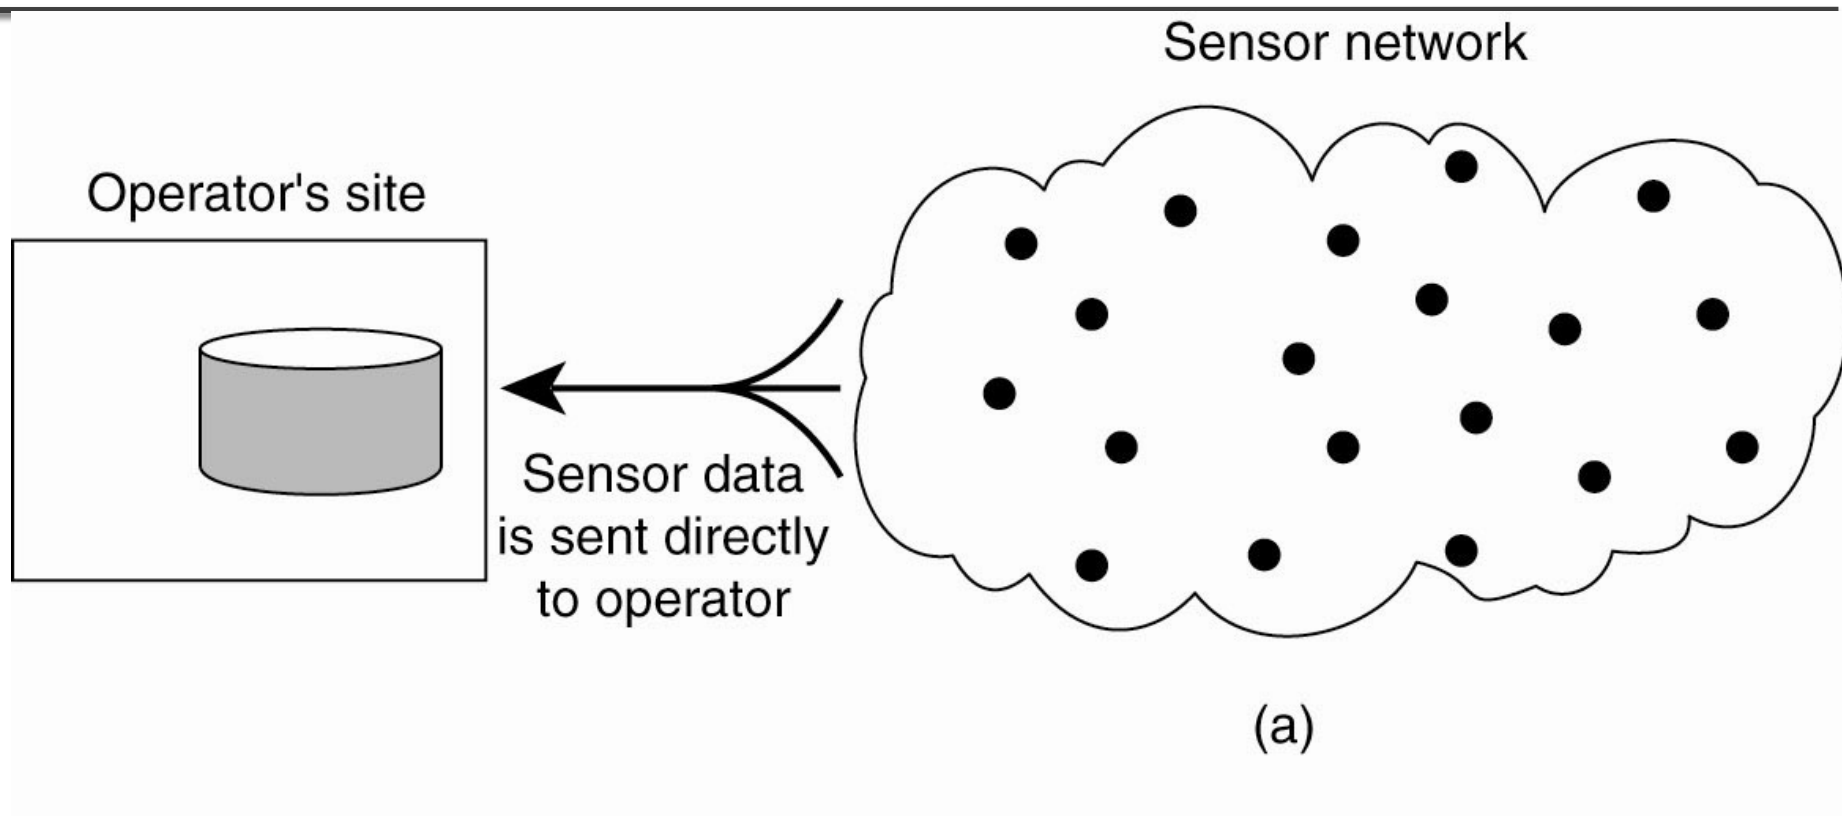 Sensor network
Operator's site
Sensor data
is sent directly
to operator
(a)